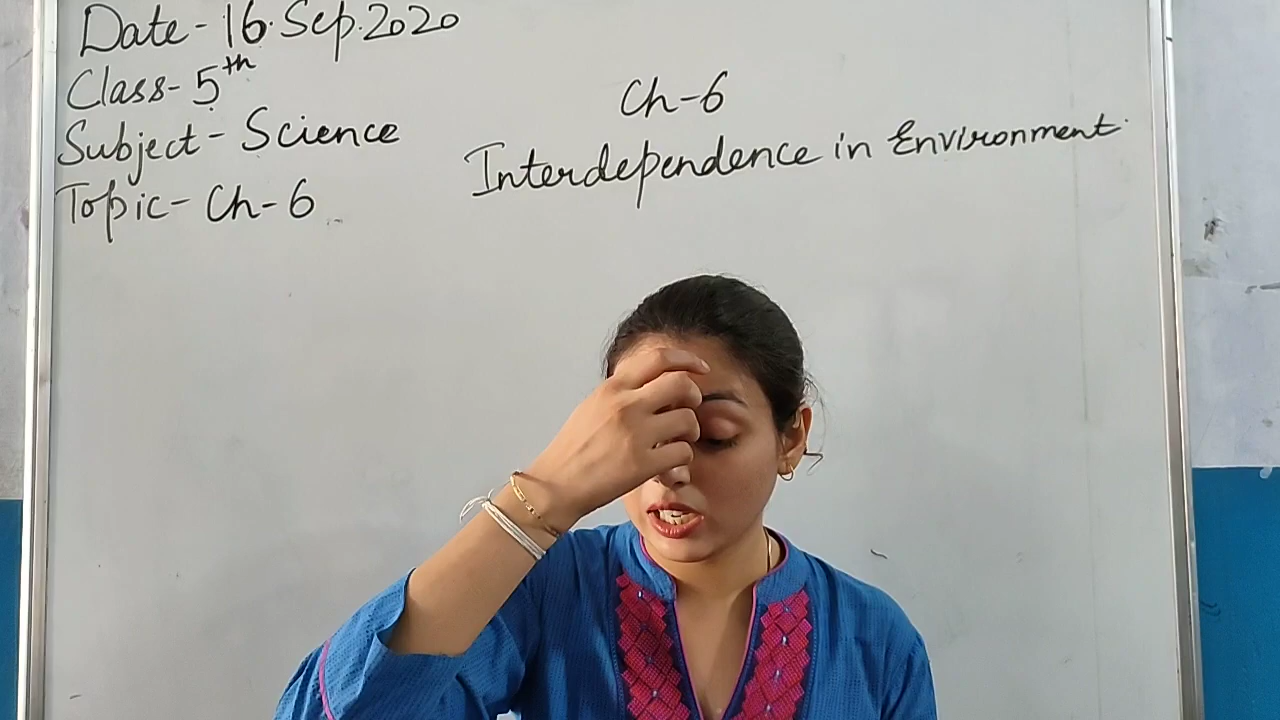 Date - 16. Sep. 2020
Class - 5th
Subject - Science
Topic - Ch - 6
Ch - 6
Interdependence in Environment.